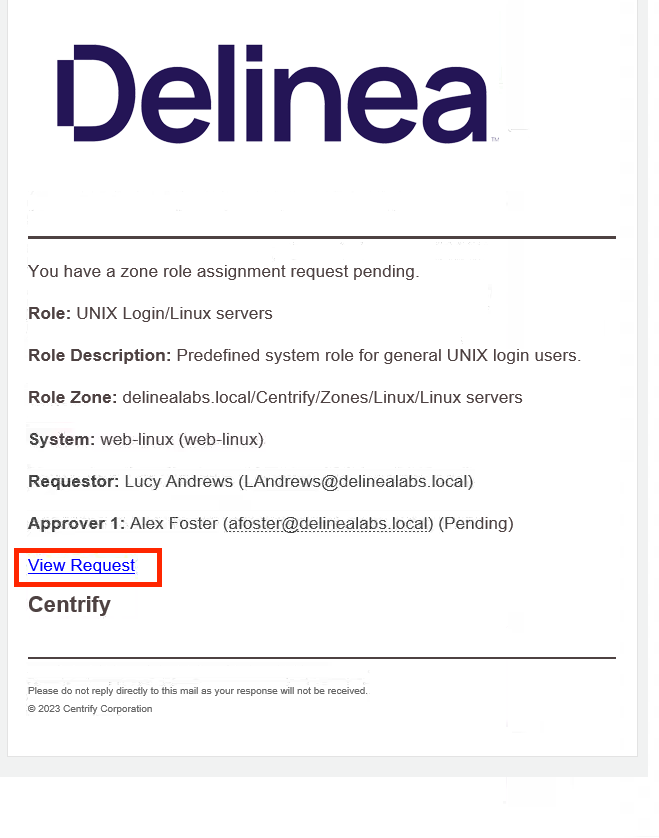 Delinea
TM
You have a zone role assignment request pending.
Role: UNIX Login/Linux servers
Role Description: Predefined system role for general UNIX login users.
Role Zone: delinealabs.local/Centrify/Zones/Linux/Linux servers
System: web-linux (web-linux)
Requestor: Lucy Andrews (LAndrews@delinealabs.local)
Approver 1: Alex Foster (afoster@delinealabs.local) (Pending)
View Request
Centrify
Please do not reply directly to this mail as your response will not be received.
© 2023 Centrify Corporation